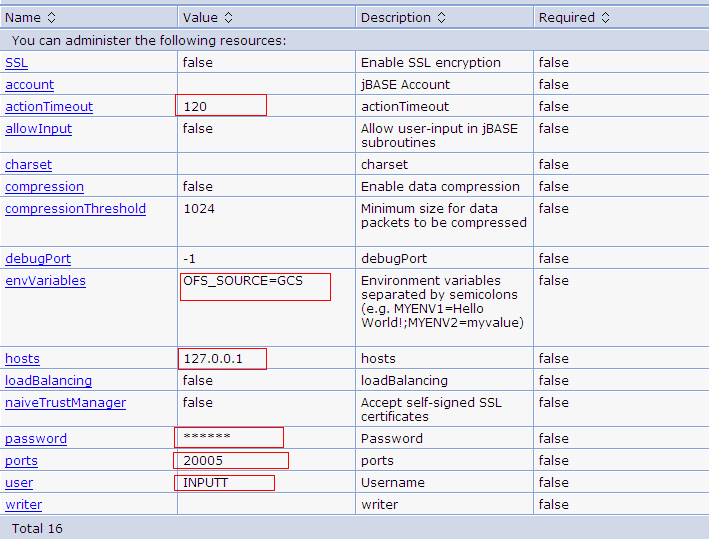 Name Value Description Required
You can administer the following resources:
SSL false Enable SSL encryption false
account jBASE Account false
actionTimeout 120 actionTimeout false
allowInput false Allow user-input in jBASE false
subroutines
charset charset false
compression false Enable data compression false
compressionThreshold 1024 Minimum size for data false
packets to be compressed
debugPort -1 debugPort false
envVariables OFS_SOURCE=GCS Environment variables false
separated by semicolons
(e.g. MYENV1=Hello
World!;MYENV2=myvalue)
hosts 127.0.0.1 hosts false
loadBalancing false loadBalancing false
naiveTrustManager false Accept self-signed SSL false
certificates
password ****** Password false
ports 20005 ports false
user INPUTT Username false
writer writer false
Total 16